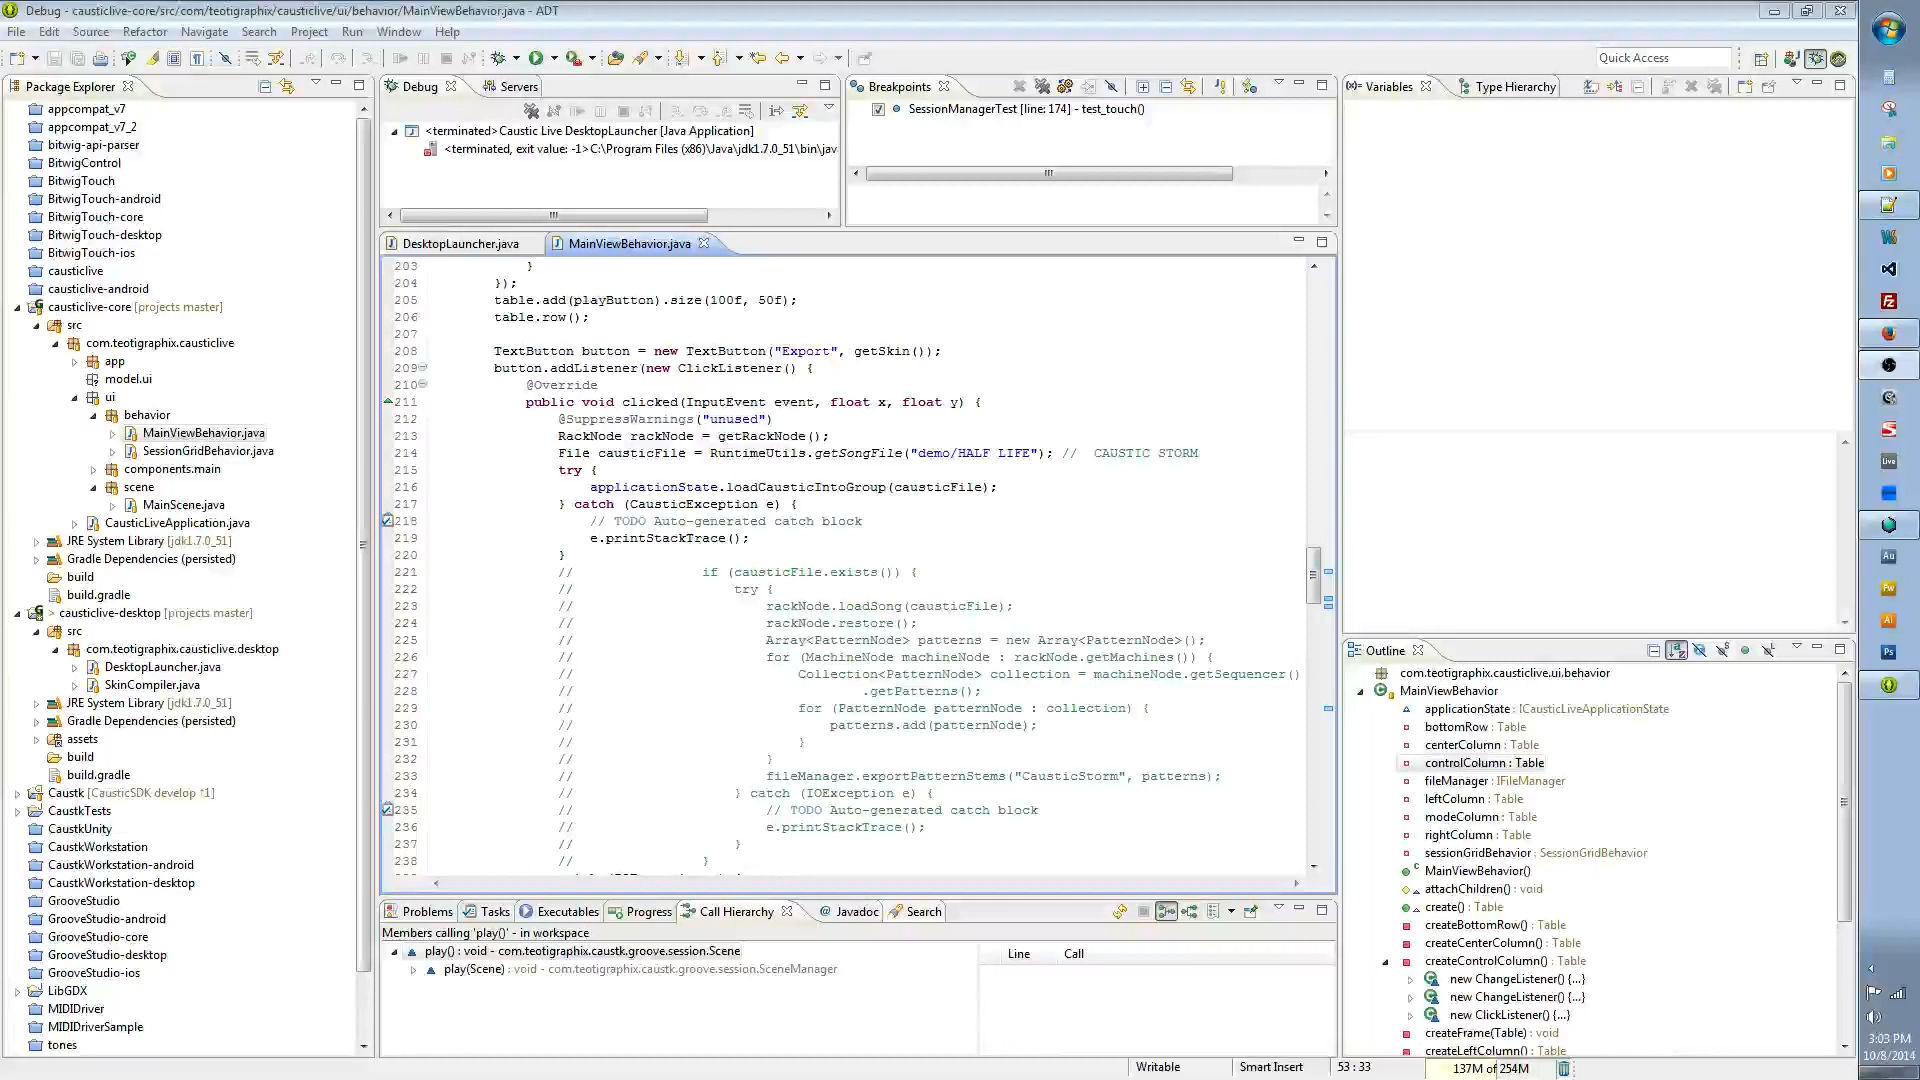 Debug - causticlive-core/src/com/teotigraphix/causticlive/ui/behavior/MainViewBehavior.java - ADT
File Edit Source Refactor Navigate Search Project Run Window Help
Quick Access
Package Explorer
appcompat_v7
appcompat_v7_2
bitwig-api-parser
BitwigControl
BitwigTouch
BitwigTouch-android
BitwigTouch-core
BitwigTouch-desktop
BitwigTouch-ios
causticlive
causticlive-android
causticlive-core [projects master]
src
com.teotigraphix.causticlive
app
model.ui
ui
behavior
MainViewBehavior.java
SessionGridBehavior.java
components.main
scene
MainScene.java
CausticLiveApplication.java
JRE System Library [jdk1.7.0_51]
Gradle Dependencies (persisted)
build
build.gradle
> causticlive-desktop [projects master]
src
com.teotigraphix.causticlive.desktop
DesktopLauncher.java
SkinCompiler.java
JRE System Library [jdk1.7.0_51]
Gradle Dependencies (persisted)
assets
build
build.gradle
Caustk [CausticSDK develop ↑1]
CaustkTests
CaustkUnity
CaustkWorkstation
CaustkWorkstation-android
CaustkWorkstation-desktop
GrooveStudio
GrooveStudio-android
GrooveStudio-core
GrooveStudio-desktop
GrooveStudio-ios
LibGDX
MIDIDriver
MIDIDriverSample
tones
Debug Servers
<terminated>Caustic Live DesktopLauncher [Java Application]
<terminated, exit value: -1>C:\Program Files (x86)\Java\jdk1.7.0_51\bin\jav
Breakpoints
SessionManagerTest [line: 174] - test_touch()
(x)= Variables Type Hierarchy
DesktopLauncher.java MainViewBehavior.java
203 }
204 });
205 table.add(playButton).size(100f, 50f);
206 table.row();
207
208 TextButton button = new TextButton("Export", getSkin());
209 button.addListener(new ClickListener() {
210 @Override
211 public void clicked(InputEvent event, float x, float y) {
212 @SuppressWarnings("unused")
213 RackNode rackNode = getRackNode();
214 File causticFile = RuntimeUtils.getSongFile("demo/HALF LIFE"); // CAUSTIC STORM
215 try {
216 applicationState.loadCausticIntoGroup(causticFile);
217 } catch (CausticException e) {
218 // TODO Auto-generated catch block
219 e.printStackTrace();
220 }
221 // if (causticFile.exists()) {
222 // try {
223 // rackNode.loadSong(causticFile);
224 // rackNode.restore();
225 // Array<PatternNode> patterns = new Array<PatternNode>();
226 // for (MachineNode machineNode : rackNode.getMachines()) {
227 // Collection<PatternNode> collection = machineNode.getSequencer()
228 // .getPatterns();
229 // for (PatternNode patternNode : collection) {
230 // patterns.add(patternNode);
231 // }
232 // }
233 // fileManager.exportPatternStems("CausticStorm", patterns);
234 // } catch (IOException e) {
235 // // TODO Auto-generated catch block
236 // e.printStackTrace();
237 // }
238 // }
Problems Tasks Executables Progress Call Hierarchy @ Javadoc Search
Members calling 'play()' - in workspace
play() : void - com.teotigraphix.caustk.groove.session.Scene
play(Scene) : void - com.teotigraphix.caustk.groove.session.SceneManager
Line Call
Outline
com.teotigraphix.causticlive.ui.behavior
MainViewBehavior
applicationState : ICausticLiveApplicationState
bottomRow : Table
centerColumn : Table
controlColumn : Table
fileManager : IFileManager
leftColumn : Table
modeColumn : Table
rightColumn : Table
sessionGridBehavior : SessionGridBehavior
MainViewBehavior()
attachChildren() : void
create() : Table
createBottomRow() : Table
createCenterColumn() : Table
createControlColumn() : Table
new ChangeListener() {...}
new ChangeListener() {...}
new ClickListener() {...}
createFrame(Table) : void
createLeftColumn() : Table
Writable Smart Insert 53 : 33 137M of 254M
Live
Au
Fw
Ai
Ps
3:03 PM
10/8/2014